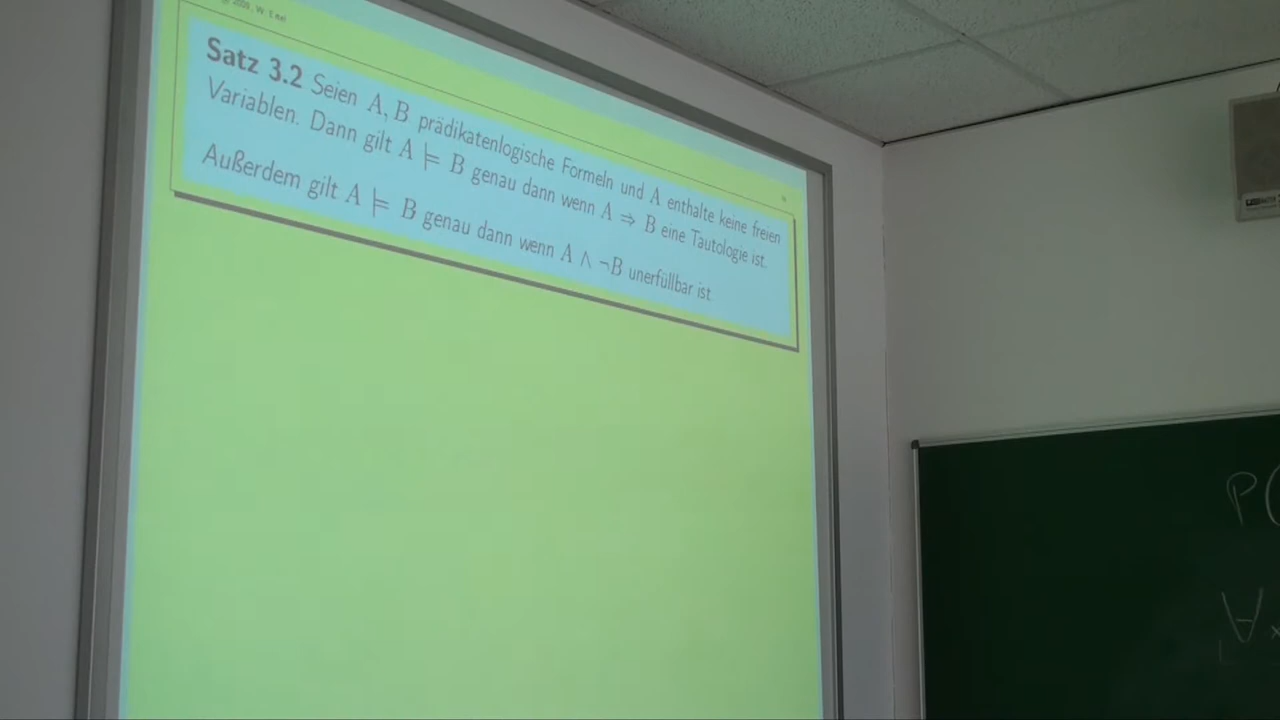 Satz 3.2 Seien A, B prädikatenlogische Formeln und A enthalte keine freien
Variablen. Dann gilt A ⊨ B genau dann wenn A ⇒ B eine Tautologie ist.
Außerdem gilt A ⊨ B genau dann wenn A ∧ ¬B unerfüllbar ist
P(
∀x